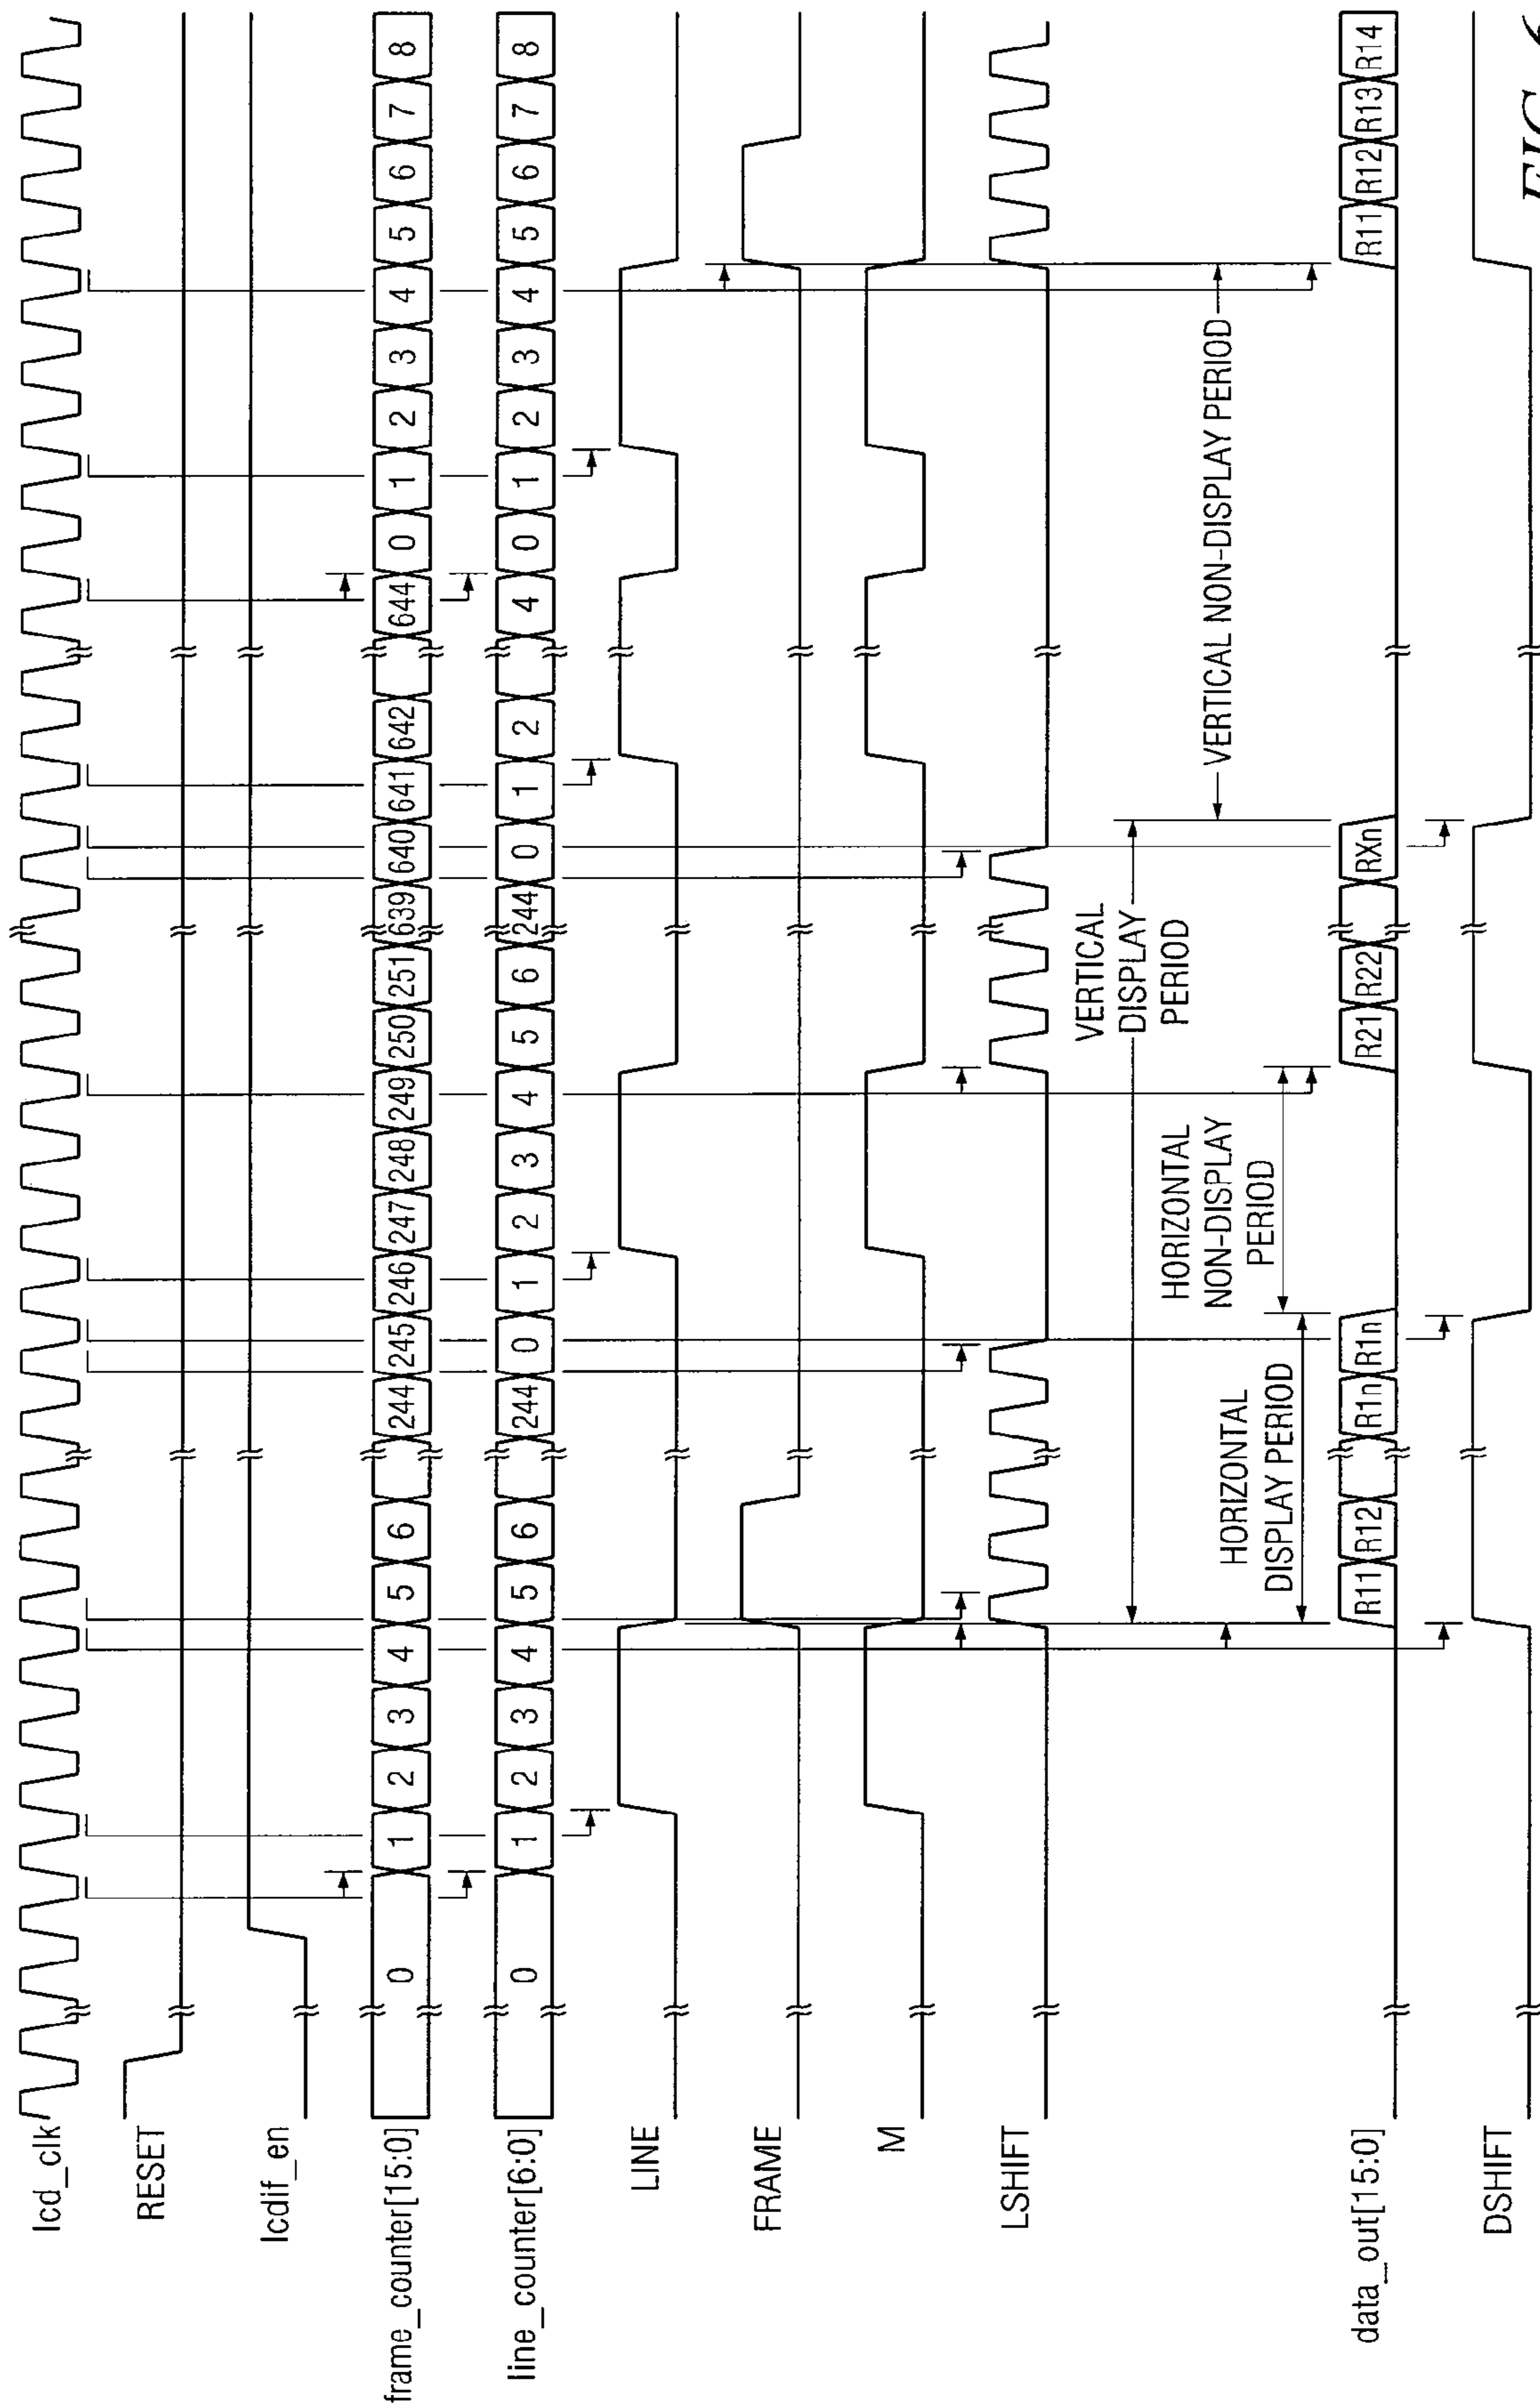 lcd_clk
RESET
lcdif_en
frame_counter[15:0] 0 1 2 3 4 5 6 244 245 246 247 248 249 250 251 639 640 641 642 644 0 1 2 3 4 5 6 7 8
line_counter[6:0] 0 1 2 3 4 5 6 244 0 1 2 3 4 5 6 244 0 1 2 4 0 1 2 3 4 5 6 7 8
LINE
FRAME
M
LSHIFT
VERTICAL
DISPLAY
PERIOD
VERTICAL NON-DISPLAY PERIOD
HORIZONTAL
NON-DISPLAY
PERIOD
HORIZONTAL
DISPLAY PERIOD
data_out[15:0] R11 R12 R1n R1n R21 R22 RXn R11 R12 R13 R14
DSHIFT